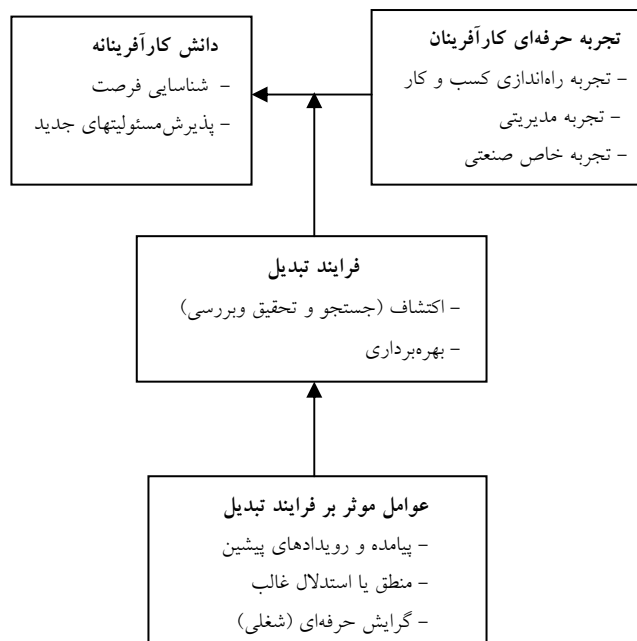 تجربه حرفه‌ای کارآفرینان
- تجربه راه‌اندازی کسب و کار
- تجربه مدیریتی
- تجربه خاص صنعتی
دانش کارآفرینانه
- شناسایی فرصت
- پذیرش‌مسئولیتهای جدید
فرایند تبدیل
- اکتشاف (جستجو و تحقیق وبررسی)
- بهره‌برداری
عوامل موثر بر فرایند تبدیل
- پیامده و رویدادهای پیشین
- منطق یا استدلال غالب
- گرایش حرفه‌ای (شغلی)